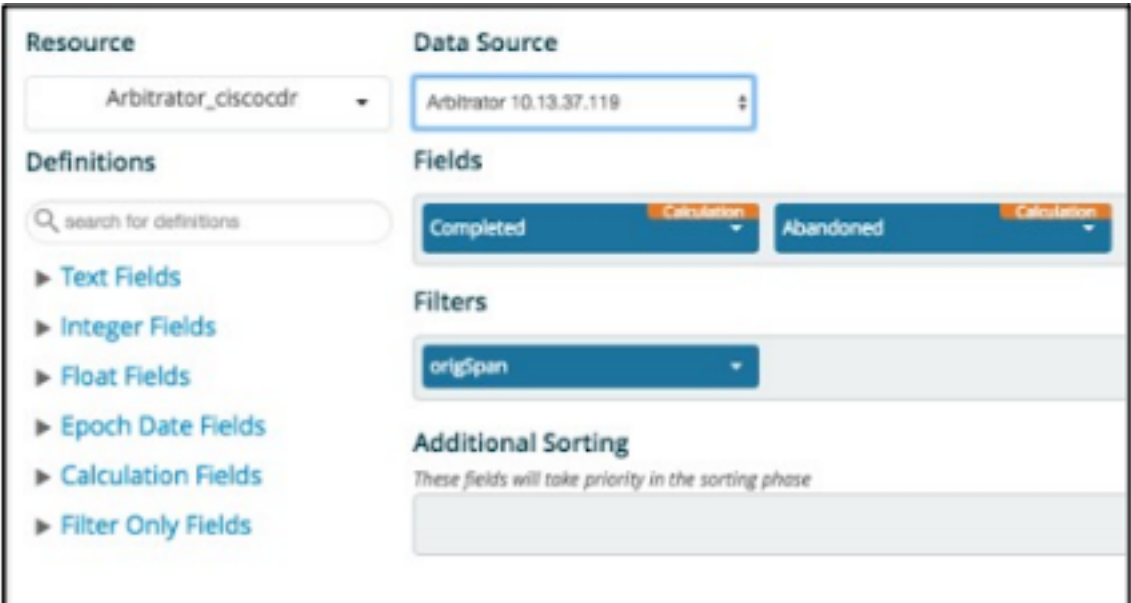 Resource
Data Source
Arbitrator_ciscocdr
Arbitrator 10.13.37.119
Definitions
Fields
search for definitions
Calculation
Calculation
Completed
Abandoned
Text Fields
Filters
Integer Fields
origSpan
Float Fields
Epoch Date Fields
Additional Sorting
Calculation Fields
These fields will take priority in the sorting phase
Filter Only Fields